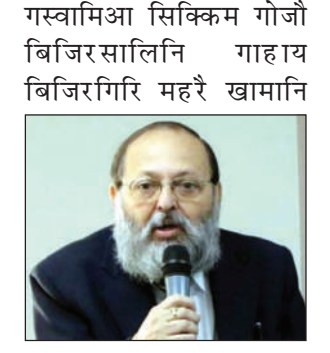 गस्वामिआ सिक्किम गोजौ
बिजिरसालिनि गाहाय
बिजिरगिरि महरै खामानि